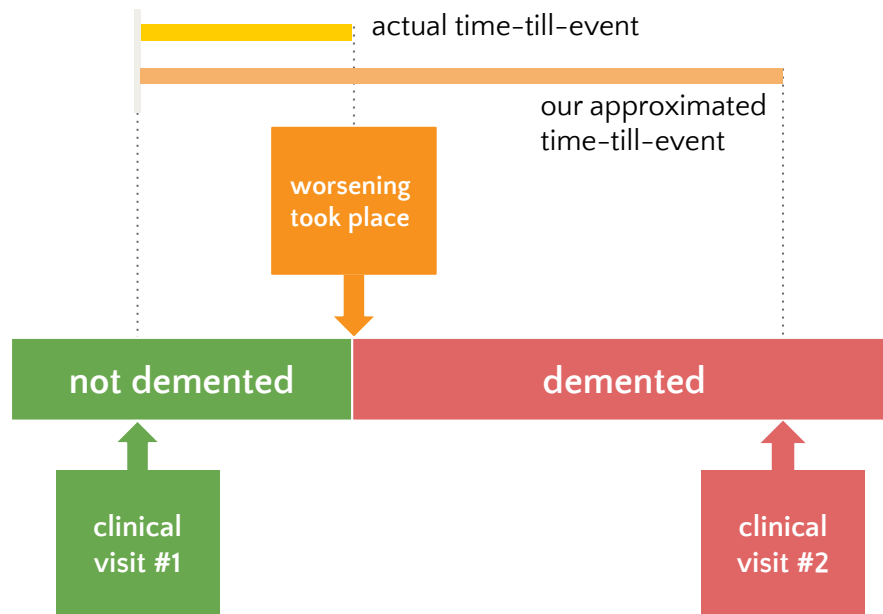 actual time-till-event
our approximated
time-till-event
worsening
took place
not demented
demented
clinical
visit #1
clinical
visit #2